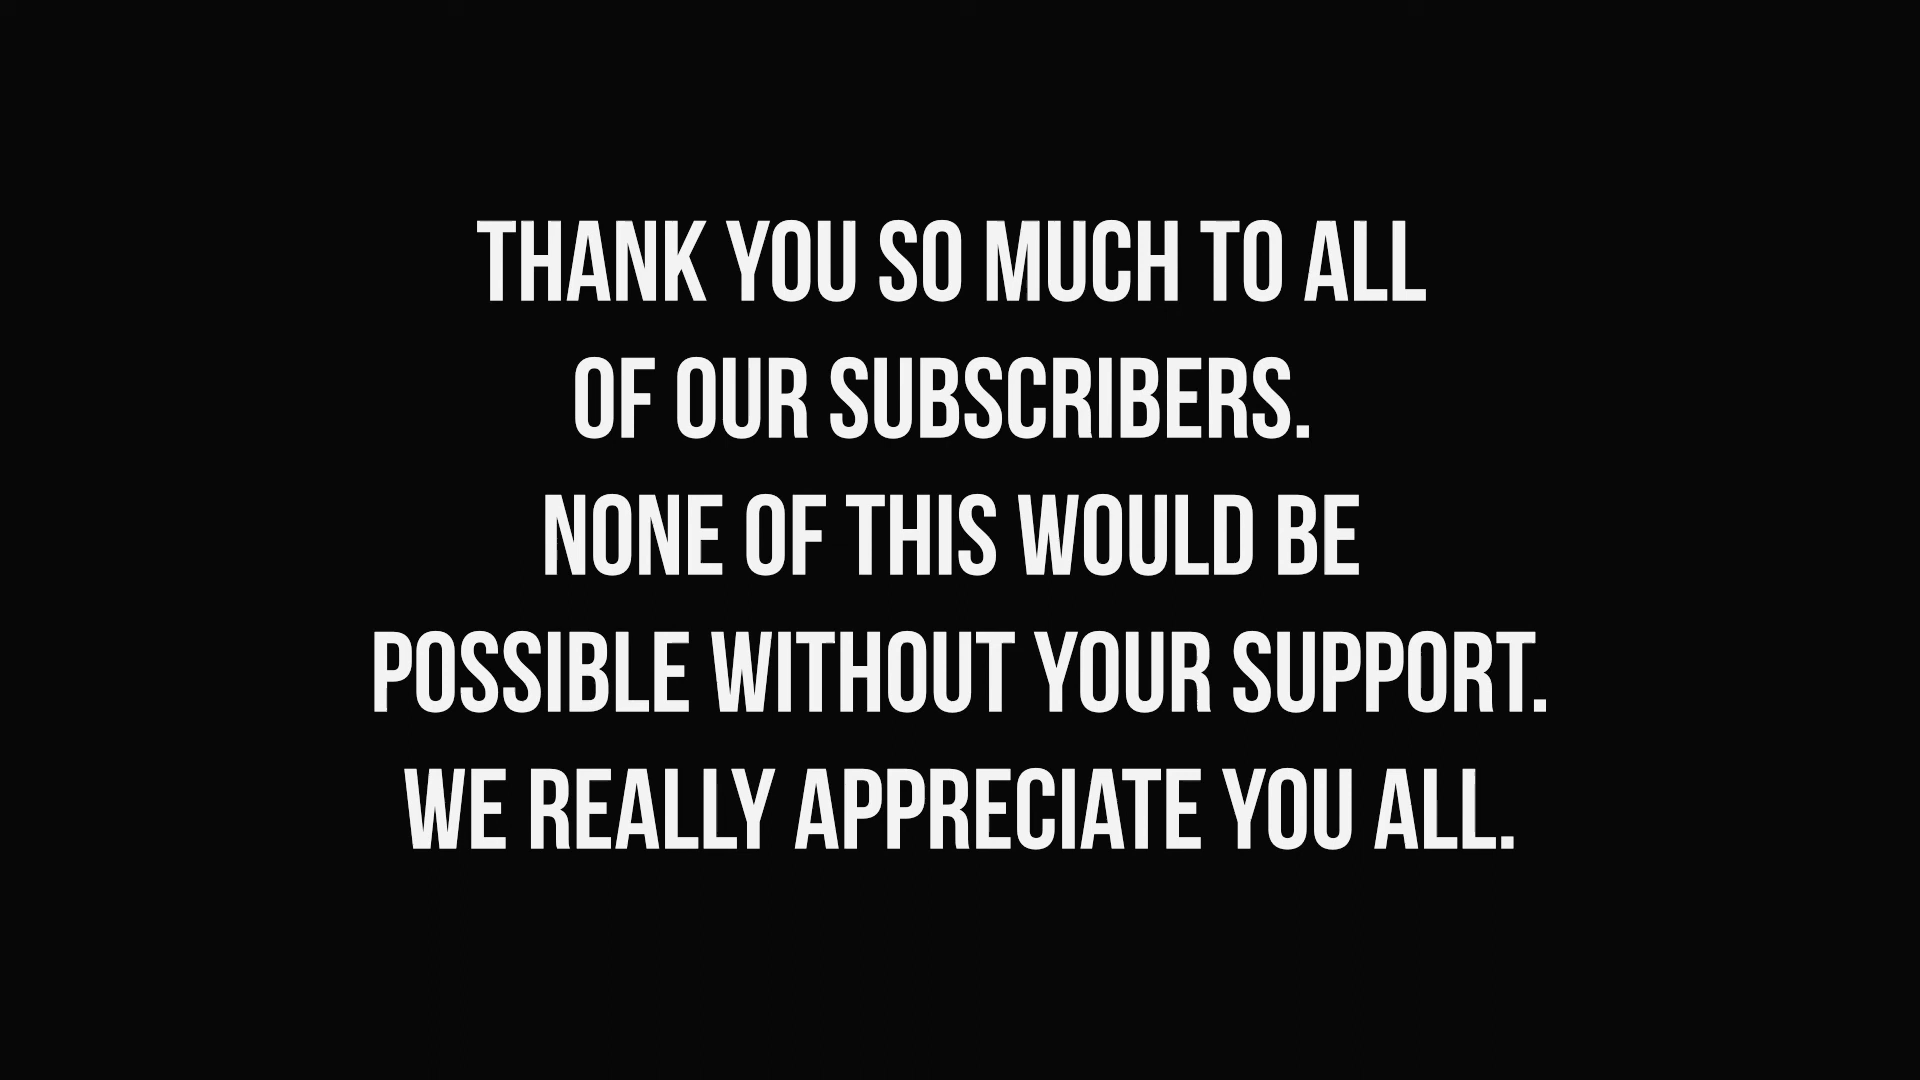 THANK YOU SO MUCH TO ALL
OF OUR SUBSCRIBERS.
NONE OF THIS WOULD BE
POSSIBLE WITHOUT YOUR SUPPORT.
WE REALLY APPRECIATE YOU ALL.